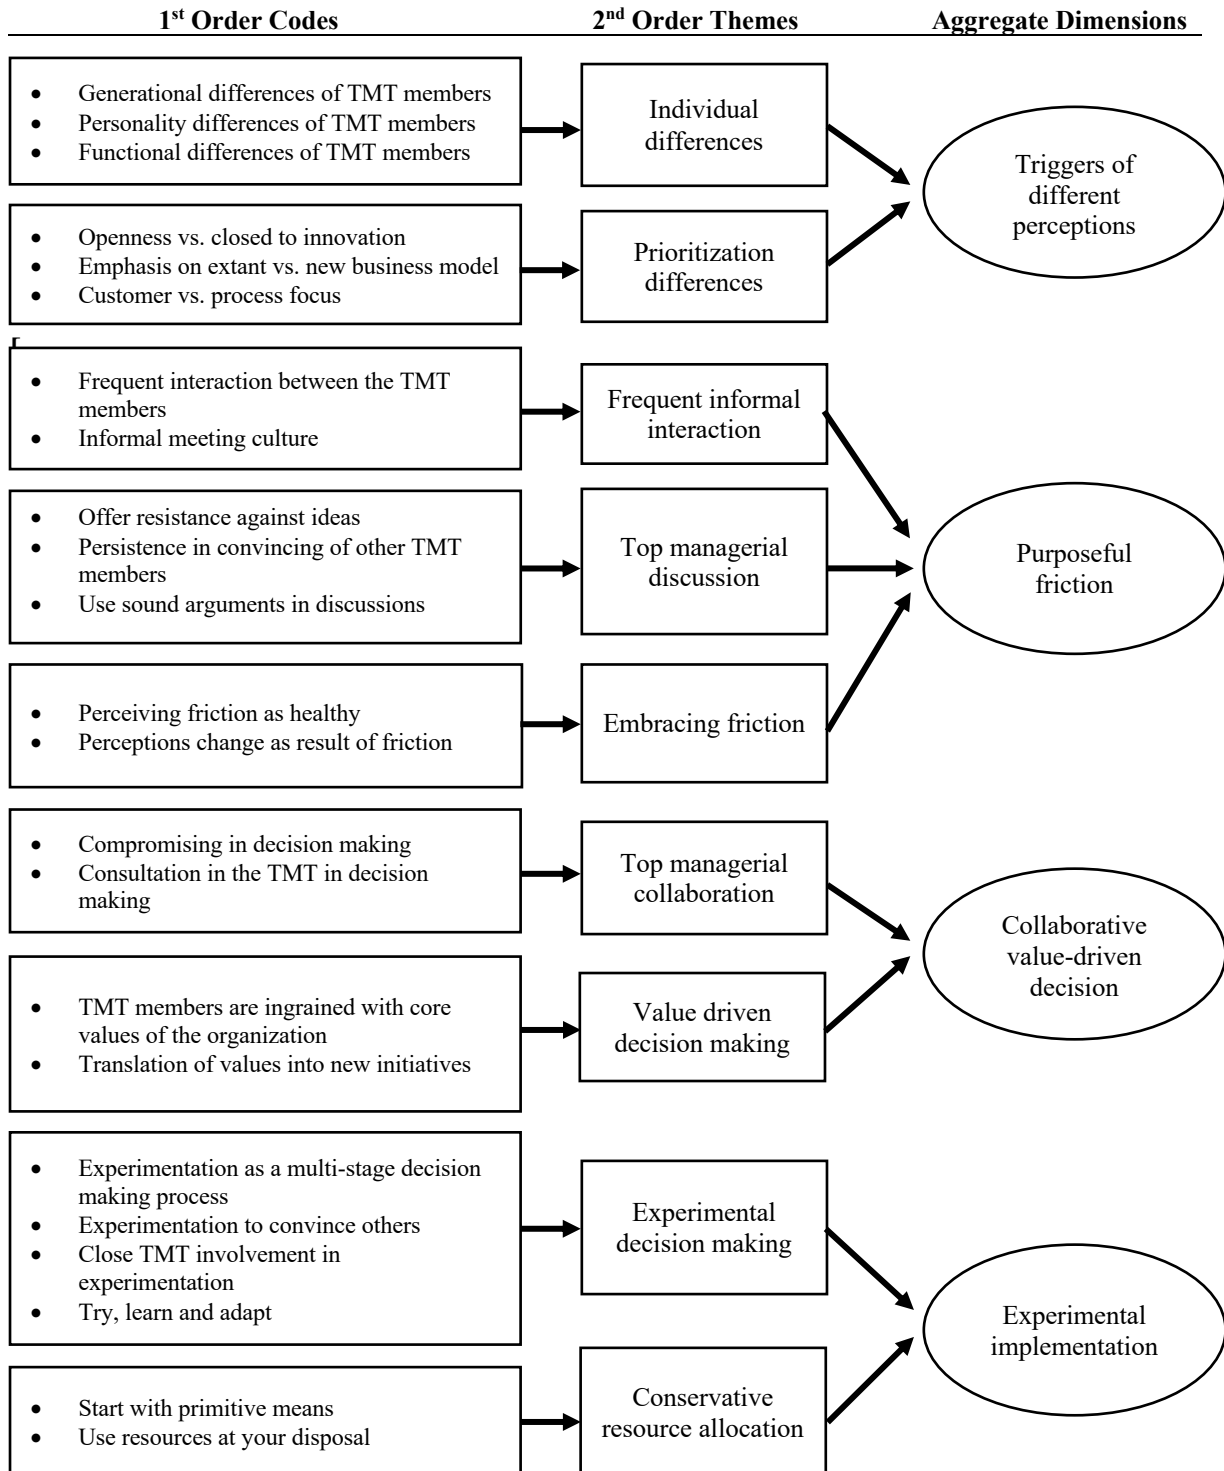 1st Order Codes
2nd Order Themes
Aggregate Dimensions
• Generational differences of TMT members
• Personality differences of TMT members
• Functional differences of TMT members
Individual
differences
Triggers of
different
perceptions
• Openness vs. closed to innovation
• Emphasis on extant vs. new business model
• Customer vs. process focus
Prioritization
differences
• Frequent interaction between the TMT
members
• Informal meeting culture
Frequent informal
interaction
• Offer resistance against ideas
• Persistence in convincing of other TMT
members
• Use sound arguments in discussions
Top managerial
discussion
Purposeful
friction
• Perceiving friction as healthy
• Perceptions change as result of friction
Embracing friction
• Compromising in decision making
• Consultation in the TMT in decision
making
Top managerial
collaboration
Collaborative
value-driven
decision
• TMT members are ingrained with core
values of the organization
• Translation of values into new initiatives
Value driven
decision making
• Experimentation as a multi-stage decision
making process
• Experimentation to convince others
• Close TMT involvement in
experimentation
• Try, learn and adapt
Experimental
decision making
Experimental
implementation
• Start with primitive means
• Use resources at your disposal
Conservative
resource allocation